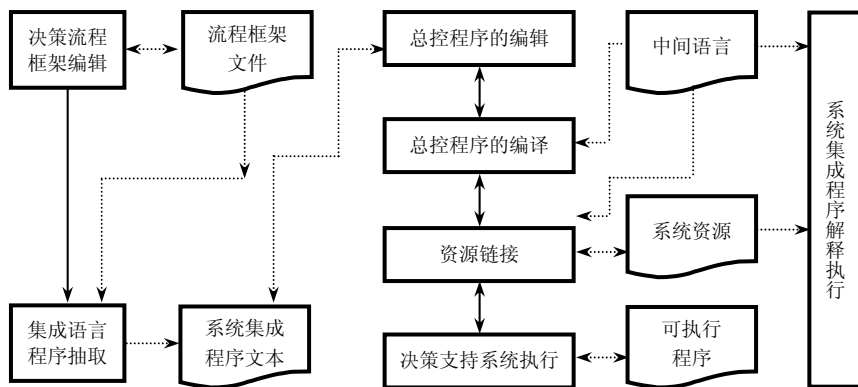 决策流程
框架编辑
流程框架
文件
总控程序的编辑
中间语言
总控程序的编译
系统资源
资源链接
集成语言
程序抽取
系统集成
程序文本
决策支持系统执行
可执行
程序
系统集成程序解释执行